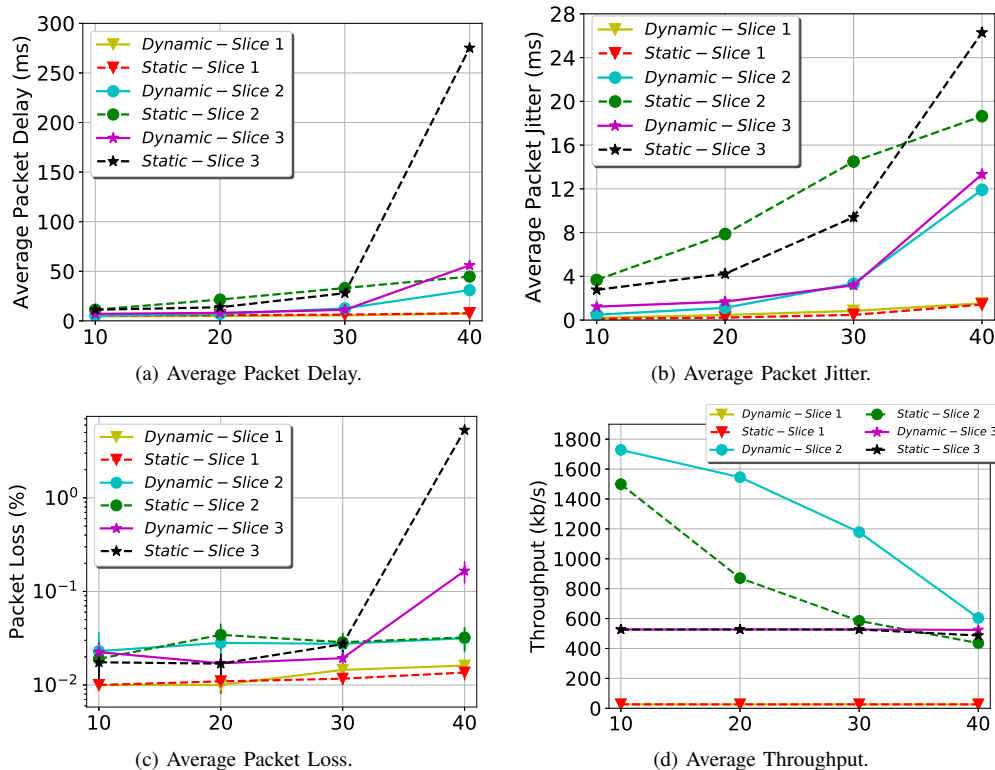 300
250
200
150
100
50
0
10 20 30 40
Average Packet Delay (ms)
Dynamic − Slice 1
Static − Slice 1
Dynamic − Slice 2
Static − Slice 2
Dynamic − Slice 3
Static − Slice 3
(a) Average Packet Delay.
28
24
20
16
12
8
4
0
10 20 30 40
Average Packet Jitter (ms)
Dynamic − Slice 1
Static − Slice 1
Dynamic − Slice 2
Static − Slice 2
Dynamic − Slice 3
Static − Slice 3
(b) Average Packet Jitter.
10⁰
10⁻¹
10⁻²
10 20 30 40
Packet Loss (%)
Dynamic − Slice 1
Static − Slice 1
Dynamic − Slice 2
Static − Slice 2
Dynamic − Slice 3
Static − Slice 3
(c) Average Packet Loss.
Dynamic − Slice 1 Static − Slice 2
Static − Slice 1 Dynamic − Slice 3
Dynamic − Slice 2 Static − Slice 3
1800
1600
1400
1200
1000
800
600
400
200
0
10 20 30 40
Throughput (kb/s)
(d) Average Throughput.